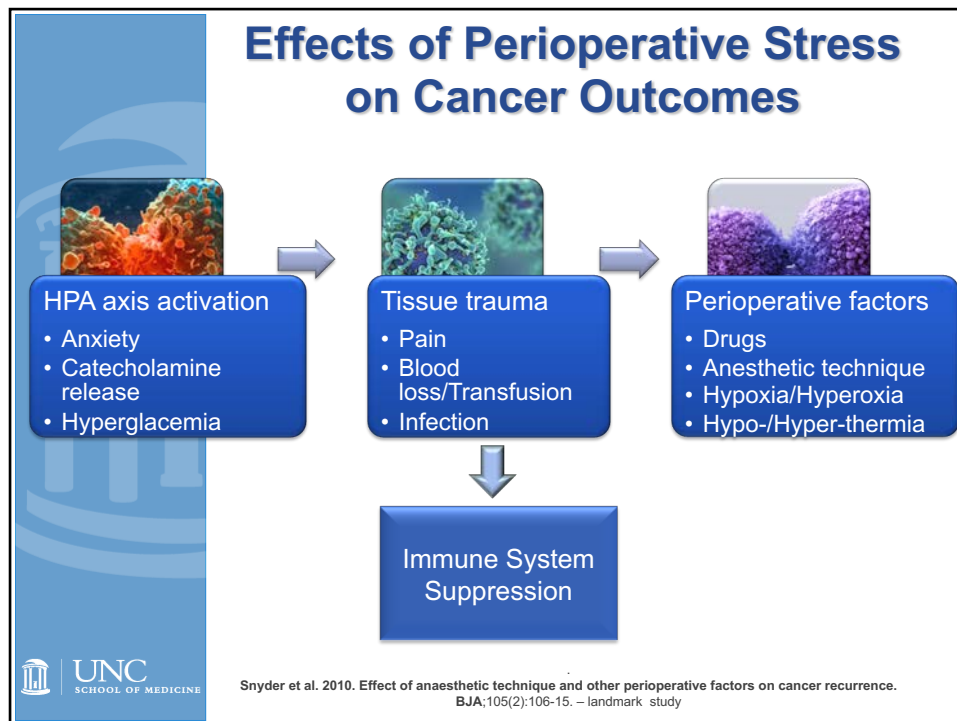 Effects of Perioperative Stress
on Cancer Outcomes
HPA axis activation
• Anxiety
• Catecholamine
release
• Hyperglacemia
Tissue trauma
• Pain
• Blood
loss/Transfusion
• Infection
Perioperative factors
• Drugs
• Anesthetic technique
• Hypoxia/Hyperoxia
• Hypo-/Hyper-thermia
Immune System
Suppression
UNC
SCHOOL OF MEDICINE
.
Snyder et al. 2010. Effect of anaesthetic technique and other perioperative factors on cancer recurrence.
BJA;105(2):106-15. – landmark study